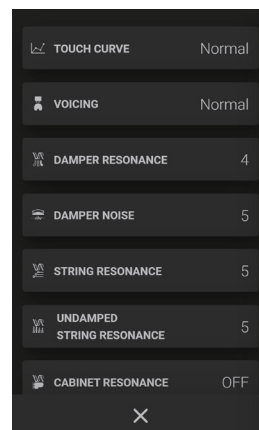 TOUCH CURVE Normal
VOICING Normal
DAMPER RESONANCE 4
DAMPER NOISE 5
STRING RESONANCE 5
UNDAMPED
STRING RESONANCE 5
CABINET RESONANCE OFF